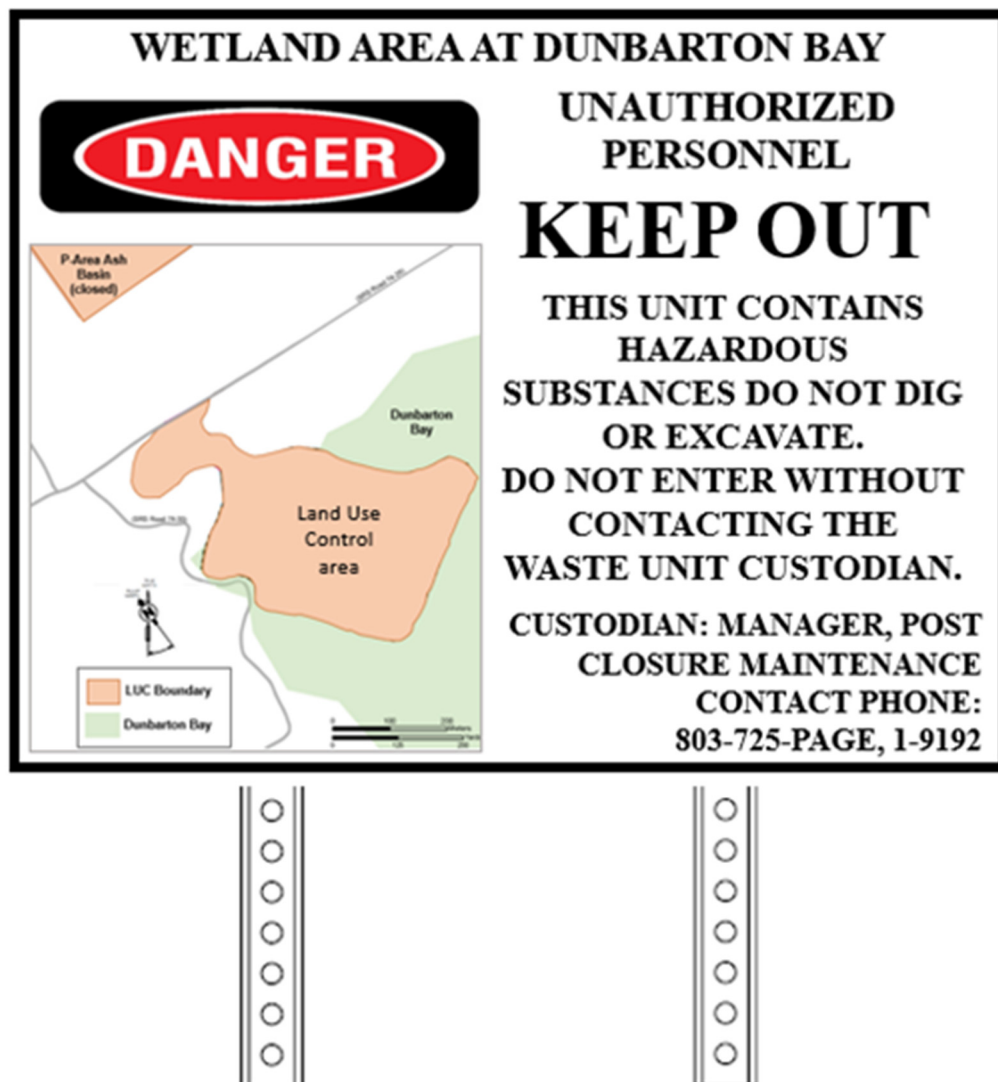 WETLAND AREA AT DUNBARTON BAY
DANGER
UNAUTHORIZED
PERSONNEL
KEEP OUT
THIS UNIT CONTAINS
HAZARDOUS
SUBSTANCES DO NOT DIG
OR EXCAVATE.
DO NOT ENTER WITHOUT
CONTACTING THE
WASTE UNIT CUSTODIAN.
CUSTODIAN: MANAGER, POST
CLOSURE MAINTENANCE
CONTACT PHONE:
803-725-PAGE, 1-9192
P-Area Ash
Basin
(closed)
Dunbarton
Bay
Land Use
Control
area
LUC Boundary
Dunbarton Bay